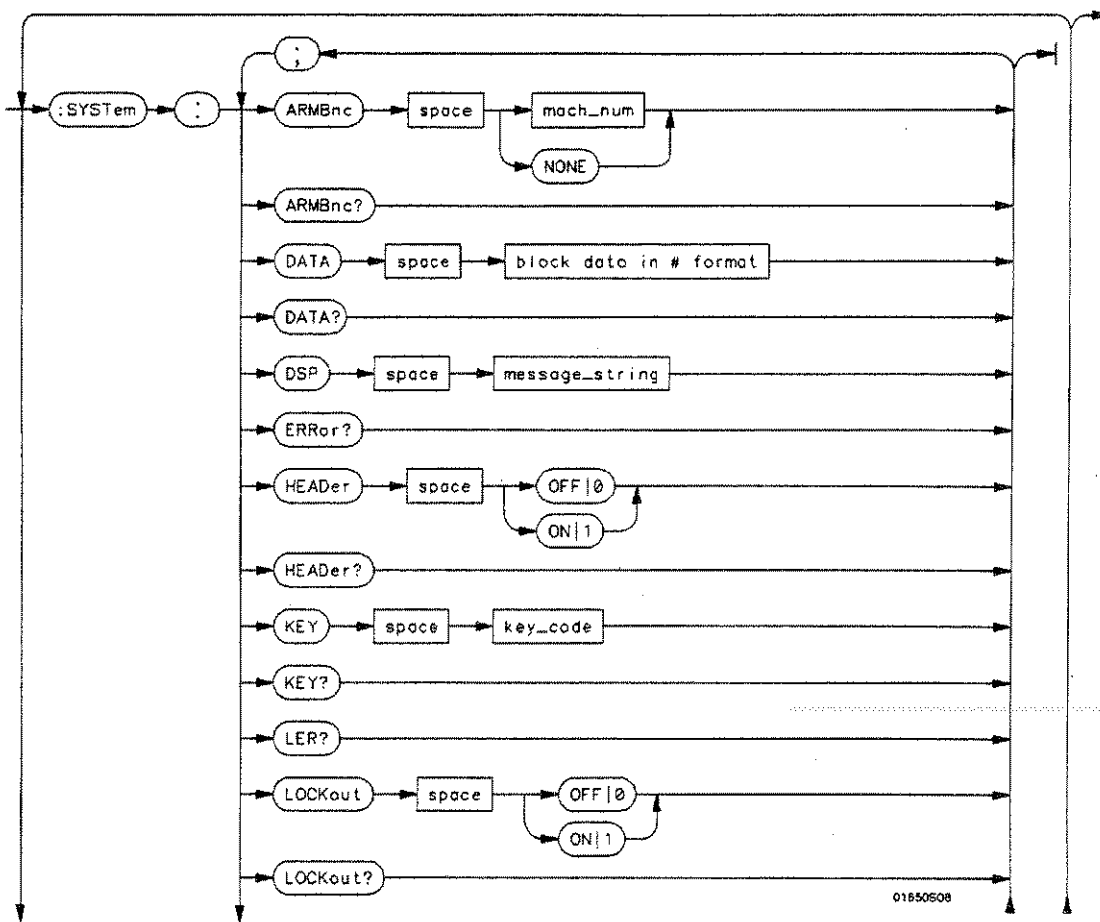 ;
:SYSTem : ARMBnc space mach_num
NONE
ARMBnc?
DATA space block data in # format
DATA?
DSP space message_string
ERRor?
HEADer space OFF|0
ON|1
HEADer?
KEY space key_code
KEY?
LER?
LOCKout space OFF|0
ON|1
LOCKout?
01650S08